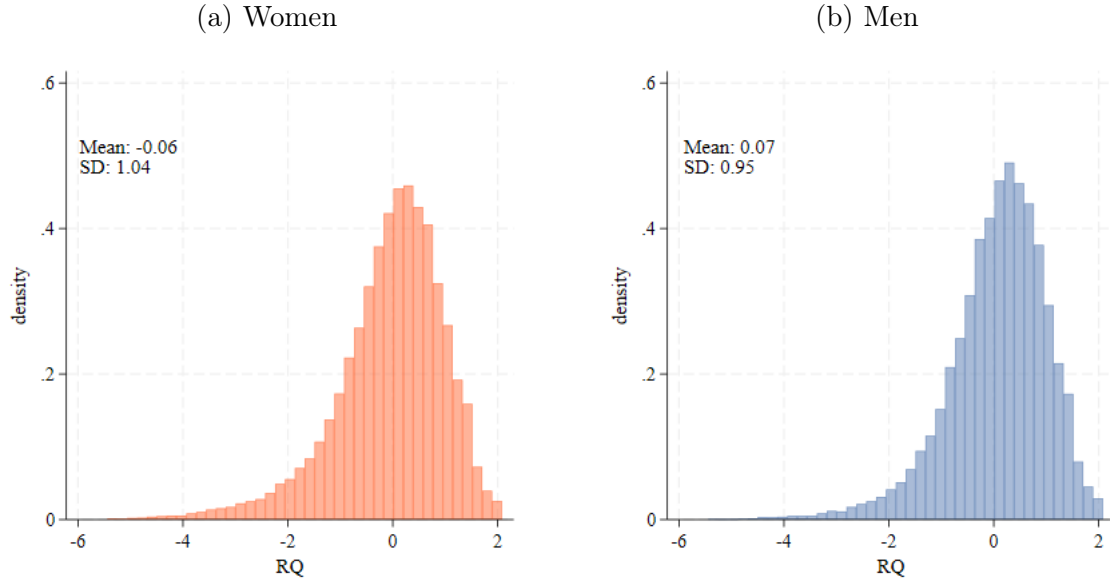 (a) Women
.6
Mean: -0.06
SD: 1.04
.4
density
.2
0
-6 -4 -2 0 2
RQ
(b) Men
.6
Mean: 0.07
SD: 0.95
.4
density
.2
0
-6 -4 -2 0 2
RQ